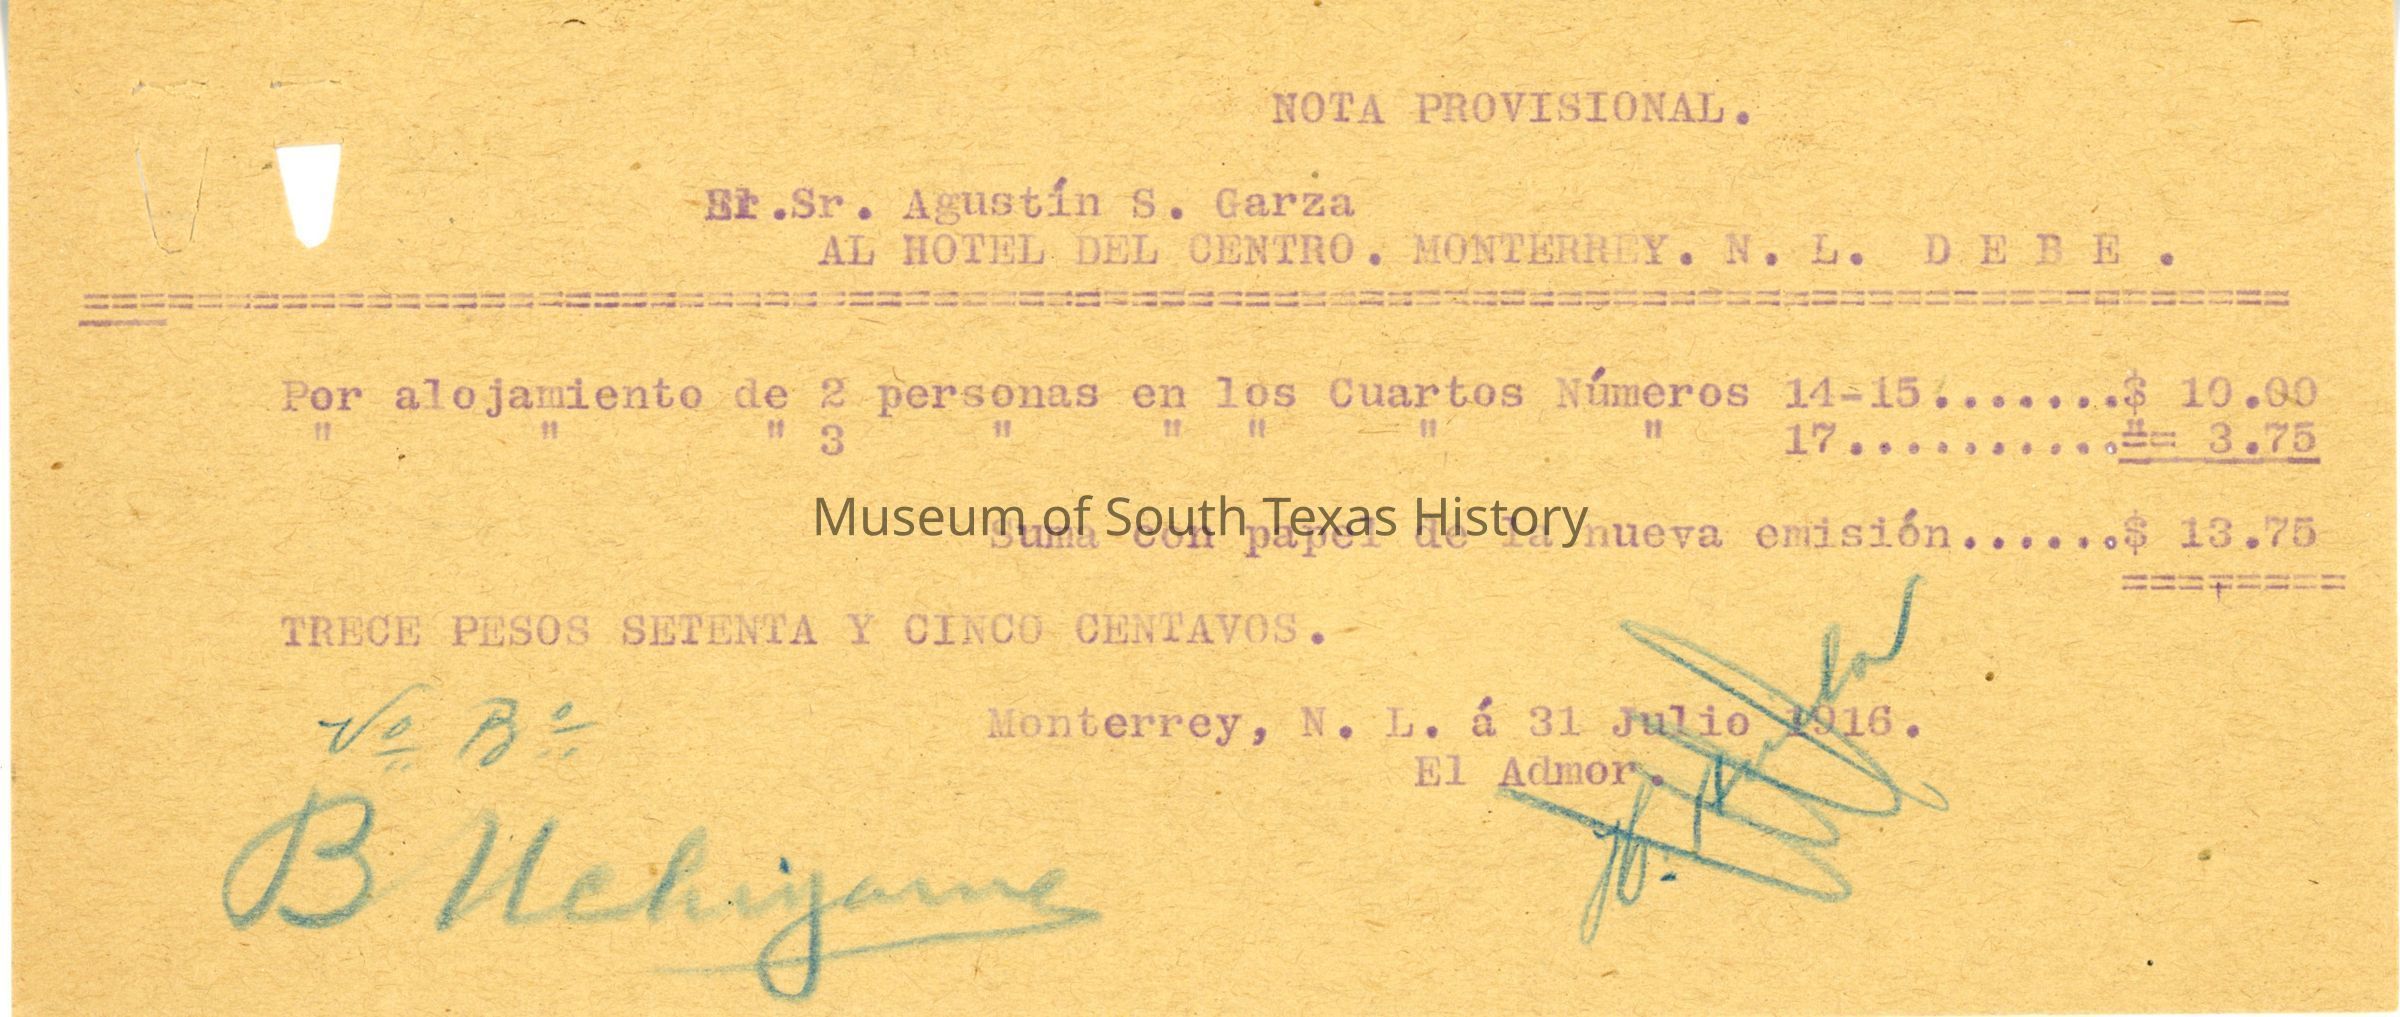 NOTA PROVISIONAL.
El.Sr. Agustín S. Garza
AL HOTEL DEL CENTRO. MONTERREY. N. L. D E B E .
Por alojamiento de 2 personas en los Cuartos Números 14-15.......$ 10.00
" " " 3 " " " " " 17..........."= 3.75
Museum of South Texas History
Suma con papel de la nueva emisión......$ 13.75
TRECE PESOS SETENTA Y CINCO CENTAVOS.
Vo Bo
Monterrey, N. L. á 31 Julio 1916.
El Admor.
B Uchiyama